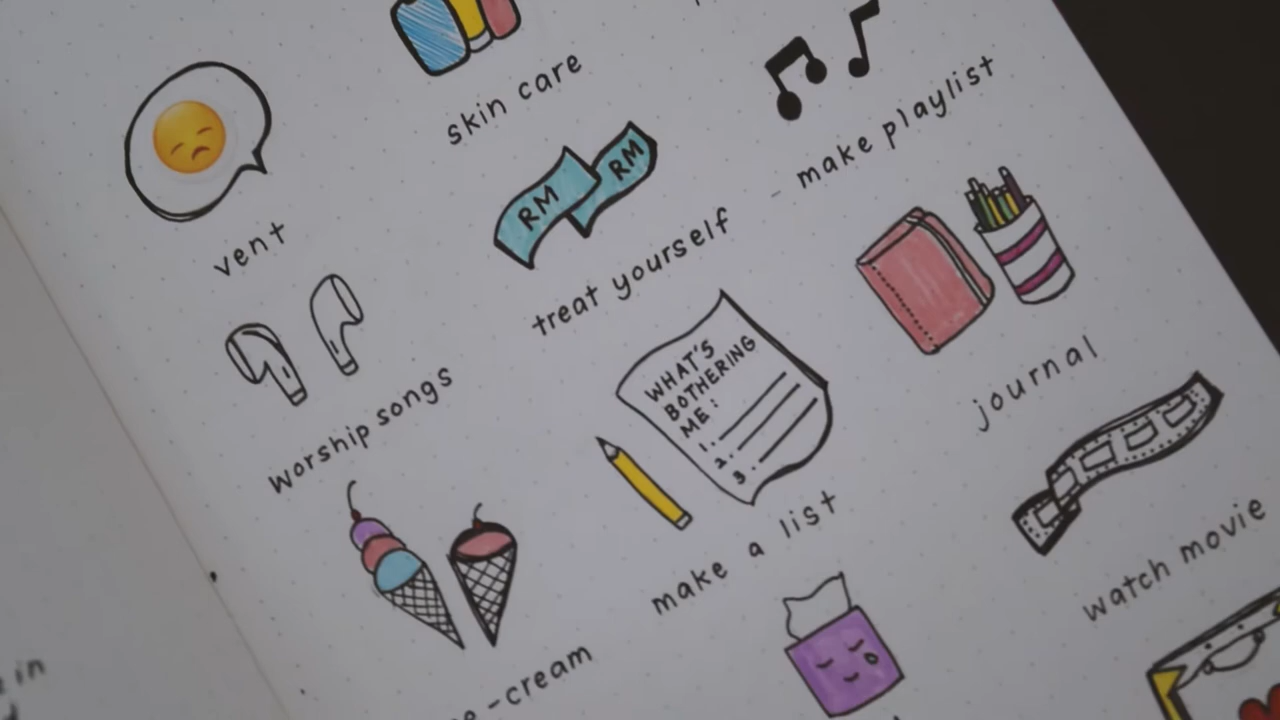 skin care
make playlist
vent
RM
RM
treat yourself
journal
worship songs
WHAT'S
BOTHERING
ME:
1.
2.
3.
make a list
watch movie
-cream
in